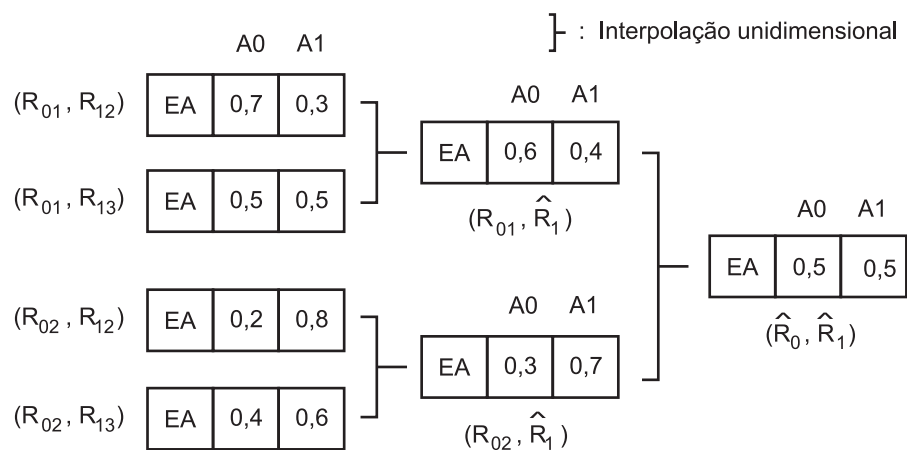 : Interpolação unidimensional
A0 A1
(R01, R12) EA 0,7 0,3
A0 A1
EA 0,6 0,4
(R01, R̂1)
(R01, R13) EA 0,5 0,5
A0 A1
EA 0,5 0,5
(R̂0, R̂1)
(R02, R12) EA 0,2 0,8
A0 A1
EA 0,3 0,7
(R02, R̂1)
(R02, R13) EA 0,4 0,6